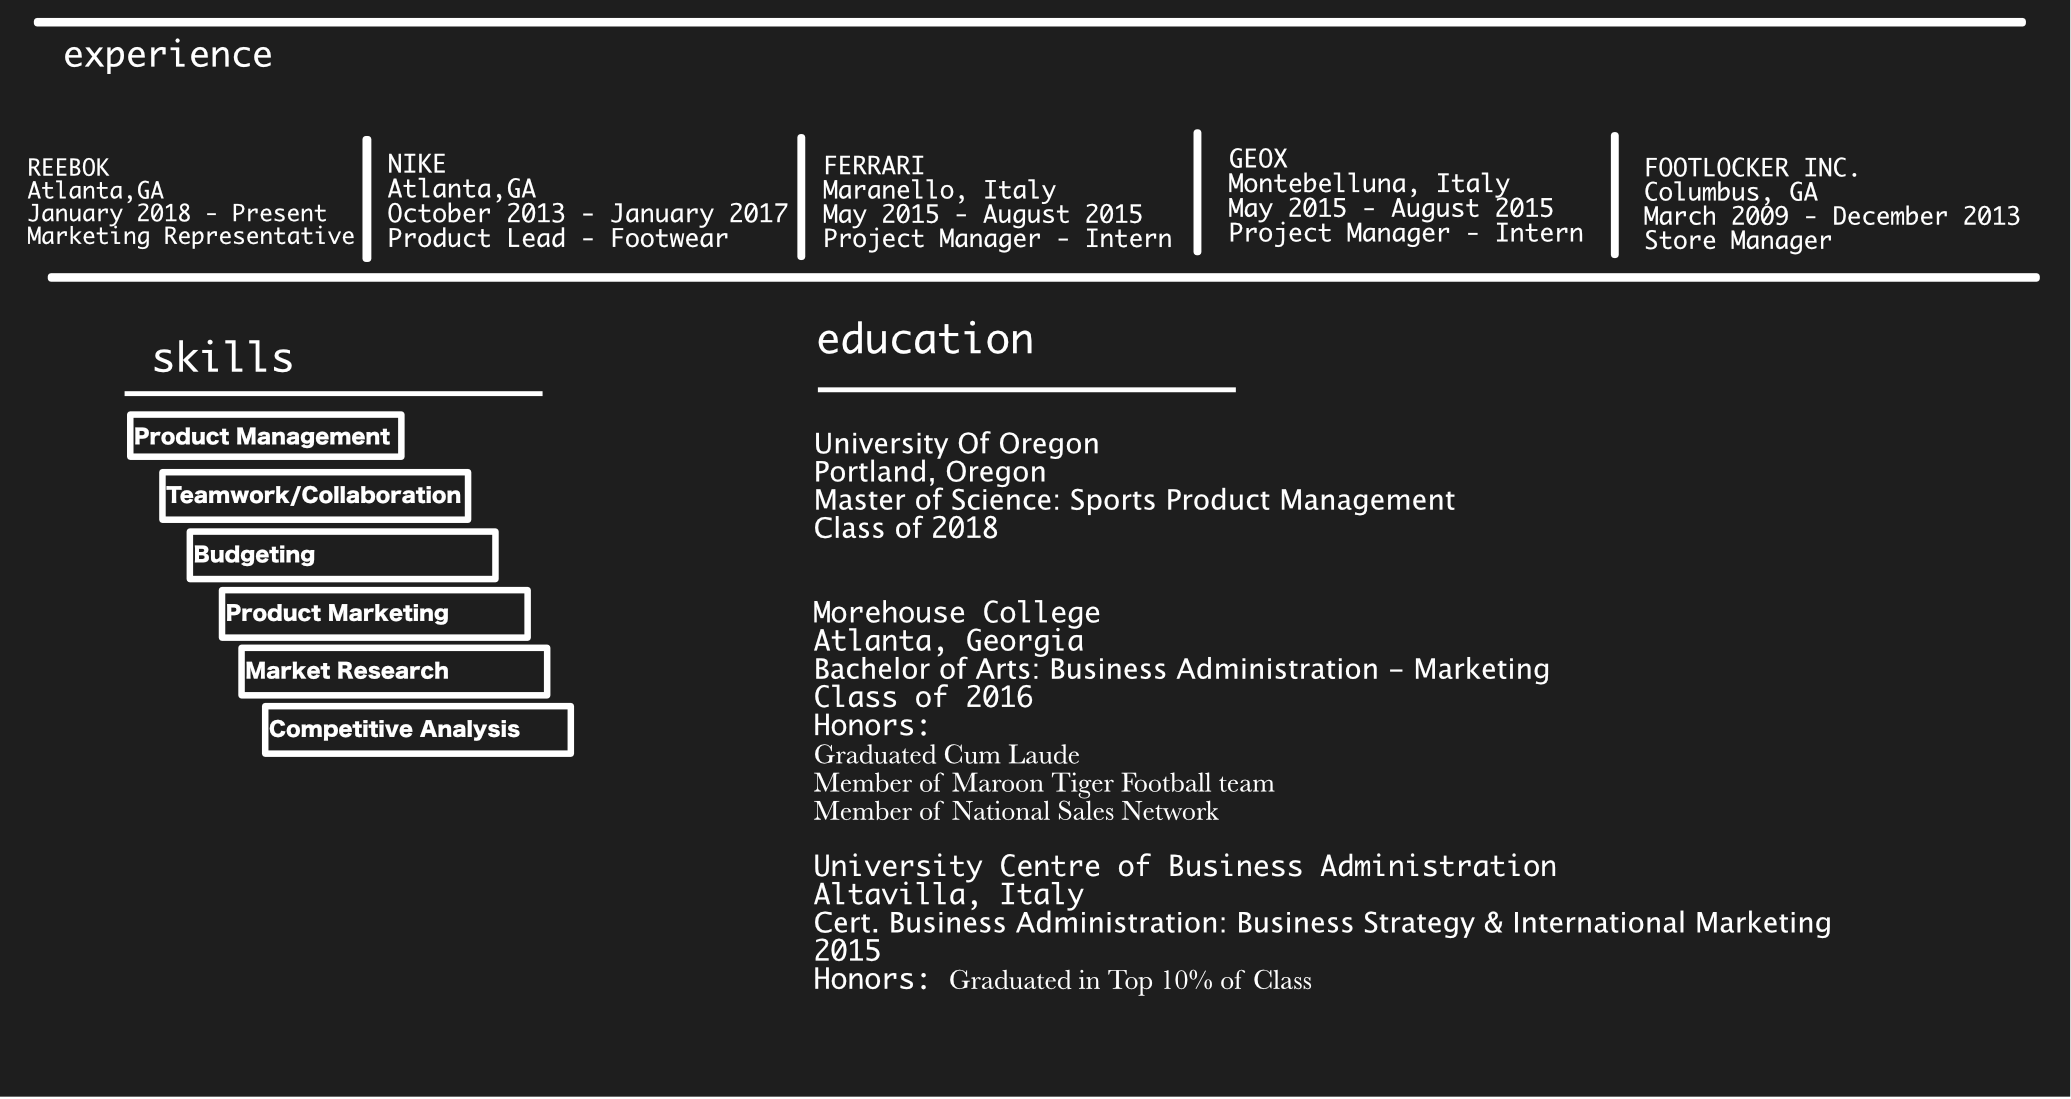 experience
REEBOK
Atlanta,GA
January 2018 - Present
Marketing Representative
NIKE
Atlanta,GA
October 2013 - January 2017
Product Lead - Footwear
FERRARI
Maranello, Italy
May 2015 - August 2015
Project Manager - Intern
GEOX
Montebelluna, Italy
May 2015 - August 2015
Project Manager - Intern
FOOTLOCKER INC.
Columbus, GA
March 2009 - December 2013
Store Manager
skills
Product Management
Teamwork/Collaboration
Budgeting
Product Marketing
Market Research
Competitive Analysis
education
University Of Oregon
Portland, Oregon
Master of Science: Sports Product Management
Class of 2018
Morehouse College
Atlanta, Georgia
Bachelor of Arts: Business Administration – Marketing
Class of 2016
Honors:
Graduated Cum Laude
Member of Maroon Tiger Football team
Member of National Sales Network
University Centre of Business Administration
Altavilla, Italy
Cert. Business Administration: Business Strategy & International Marketing
2015
Honors: Graduated in Top 10% of Class